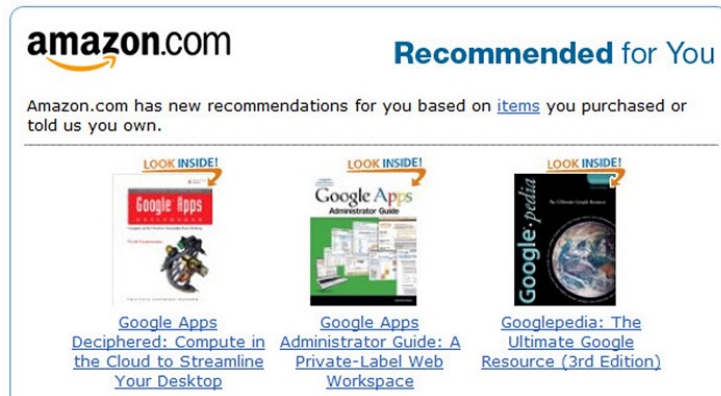 amazon.com
Recommended for You
Amazon.com has new recommendations for you based on items you purchased or
told us you own.
LOOK INSIDE!
LOOK INSIDE!
LOOK INSIDE!
Google Apps
Google Apps
Administrator Guide
Google·pedia
Google Apps
Deciphered: Compute in
the Cloud to Streamline
Your Desktop
Google Apps
Administrator Guide: A
Private-Label Web
Workspace
Googlepedia: The
Ultimate Google
Resource (3rd Edition)